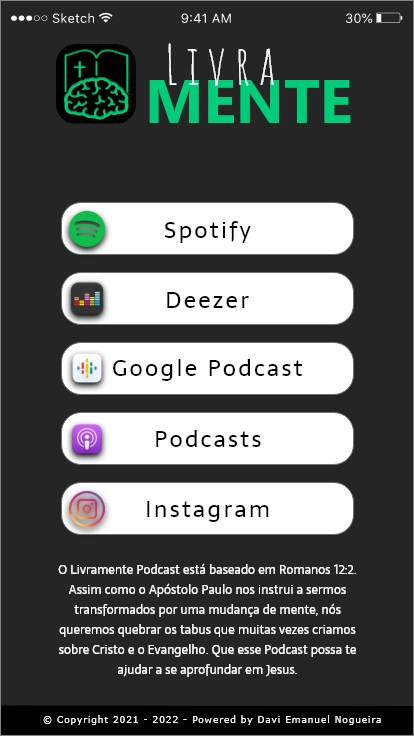 Sketch
9:41 AM
30%
LIVRA
MENTE
Spotify
Deezer
Google Podcast
Podcasts
Instagram
O Livramente Podcast está baseado em Romanos 12:2.
Assim como o Apóstolo Paulo nos instrui a sermos
transformados por uma mudança de mente, nós
queremos quebrar os tabus que muitas vezes criamos
sobre Cristo e o Evangelho. Que esse Podcast possa te
ajudar a se aprofundar em Jesus.
© Copyright 2021 - 2022 - Powered by Davi Emanuel Nogueira